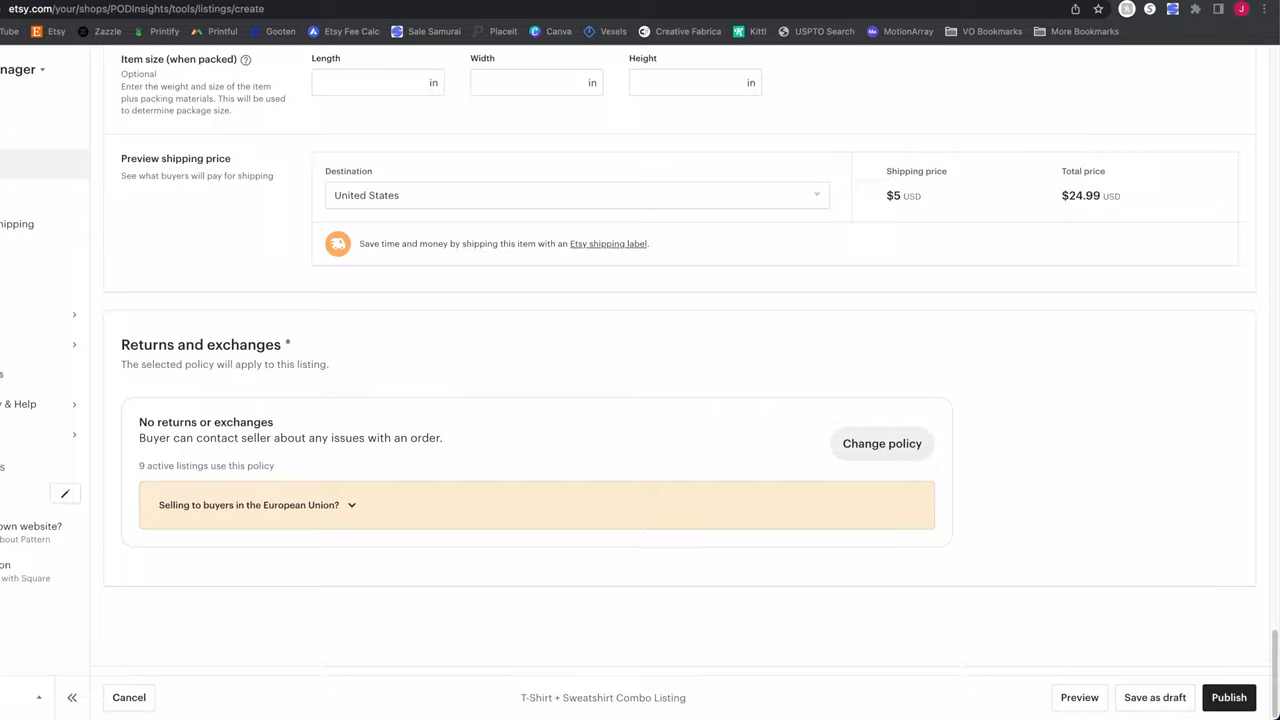 etsy.com/your/shops/PODInsights/tools/listings/create
J
Tube Etsy Zazzle Printify Printful Gooten Etsy Fee Calc Sale Samurai Placeit Canva Vexels Creative Fabrica Kittl USPTO Search MotionArray VO Bookmarks More Bookmarks
nager
hipping
s
y & Help
s
own website?
bout Pattern
on
with Square
Item size (when packed) ?
Optional
Enter the weight and size of the item
plus packing materials. This will be used
to determine package size.
Length Width Height
in in in
Preview shipping price
See what buyers will pay for shipping
Destination
United States
Shipping price
$5 USD
Total price
$24.99 USD
Save time and money by shipping this item with an Etsy shipping label.
Returns and exchanges *
The selected policy will apply to this listing.
No returns or exchanges
Buyer can contact seller about any issues with an order.
9 active listings use this policy
Change policy
Selling to buyers in the European Union?
Cancel T-Shirt + Sweatshirt Combo Listing Preview Save as draft Publish